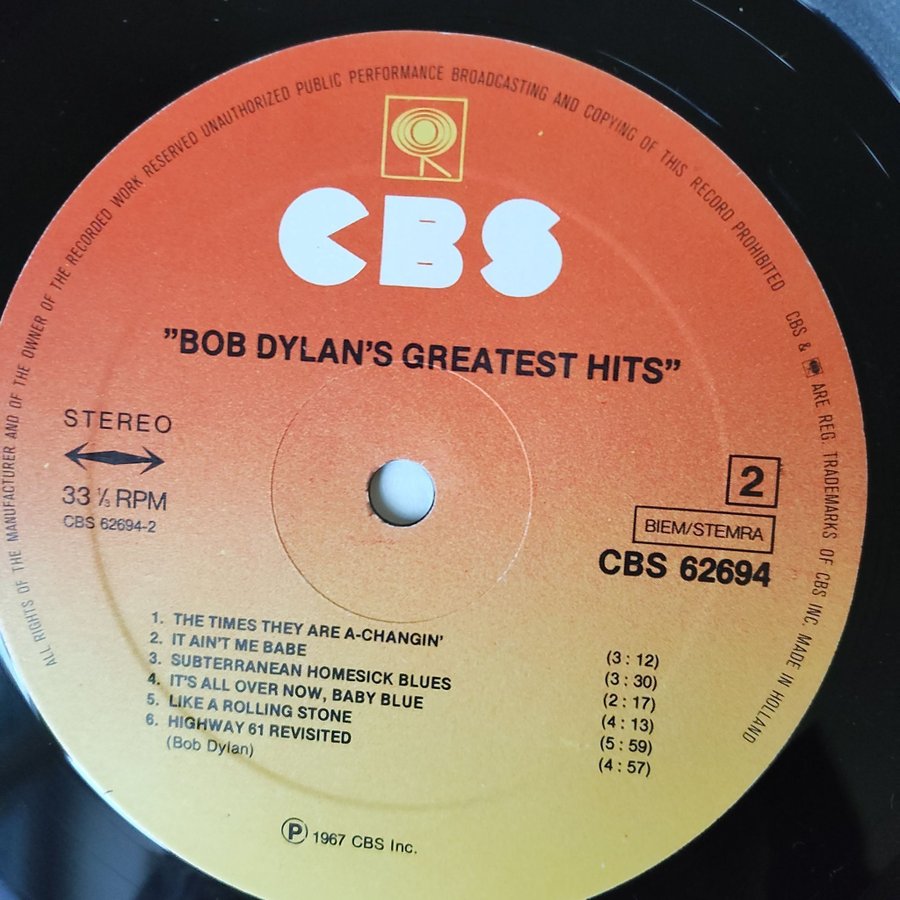 ALL RIGHTS OF THE MANUFACTURER AND OF THE OWNER OF THE RECORDED WORK RESERVED UNAUTHORIZED PUBLIC PERFORMANCE BROADCASTING AND COPYING OF THIS RECORD PROHIBITED CBS & ARE REG. TRADEMARKS OF CBS INC. MADE IN HOLLAND
CBS
”BOB DYLAN'S GREATEST HITS”
STEREO
33 ⅓ RPM
CBS 62694-2
2
BIEM/STEMRA
CBS 62694
1. THE TIMES THEY ARE A-CHANGIN' (3 : 12)
2. IT AIN'T ME BABE (3 : 30)
3. SUBTERRANEAN HOMESICK BLUES (2 : 17)
4. IT'S ALL OVER NOW, BABY BLUE (4 : 13)
5. LIKE A ROLLING STONE (5 : 59)
6. HIGHWAY 61 REVISITED (4 : 57)
(Bob Dylan)
Ⓟ 1967 CBS Inc.